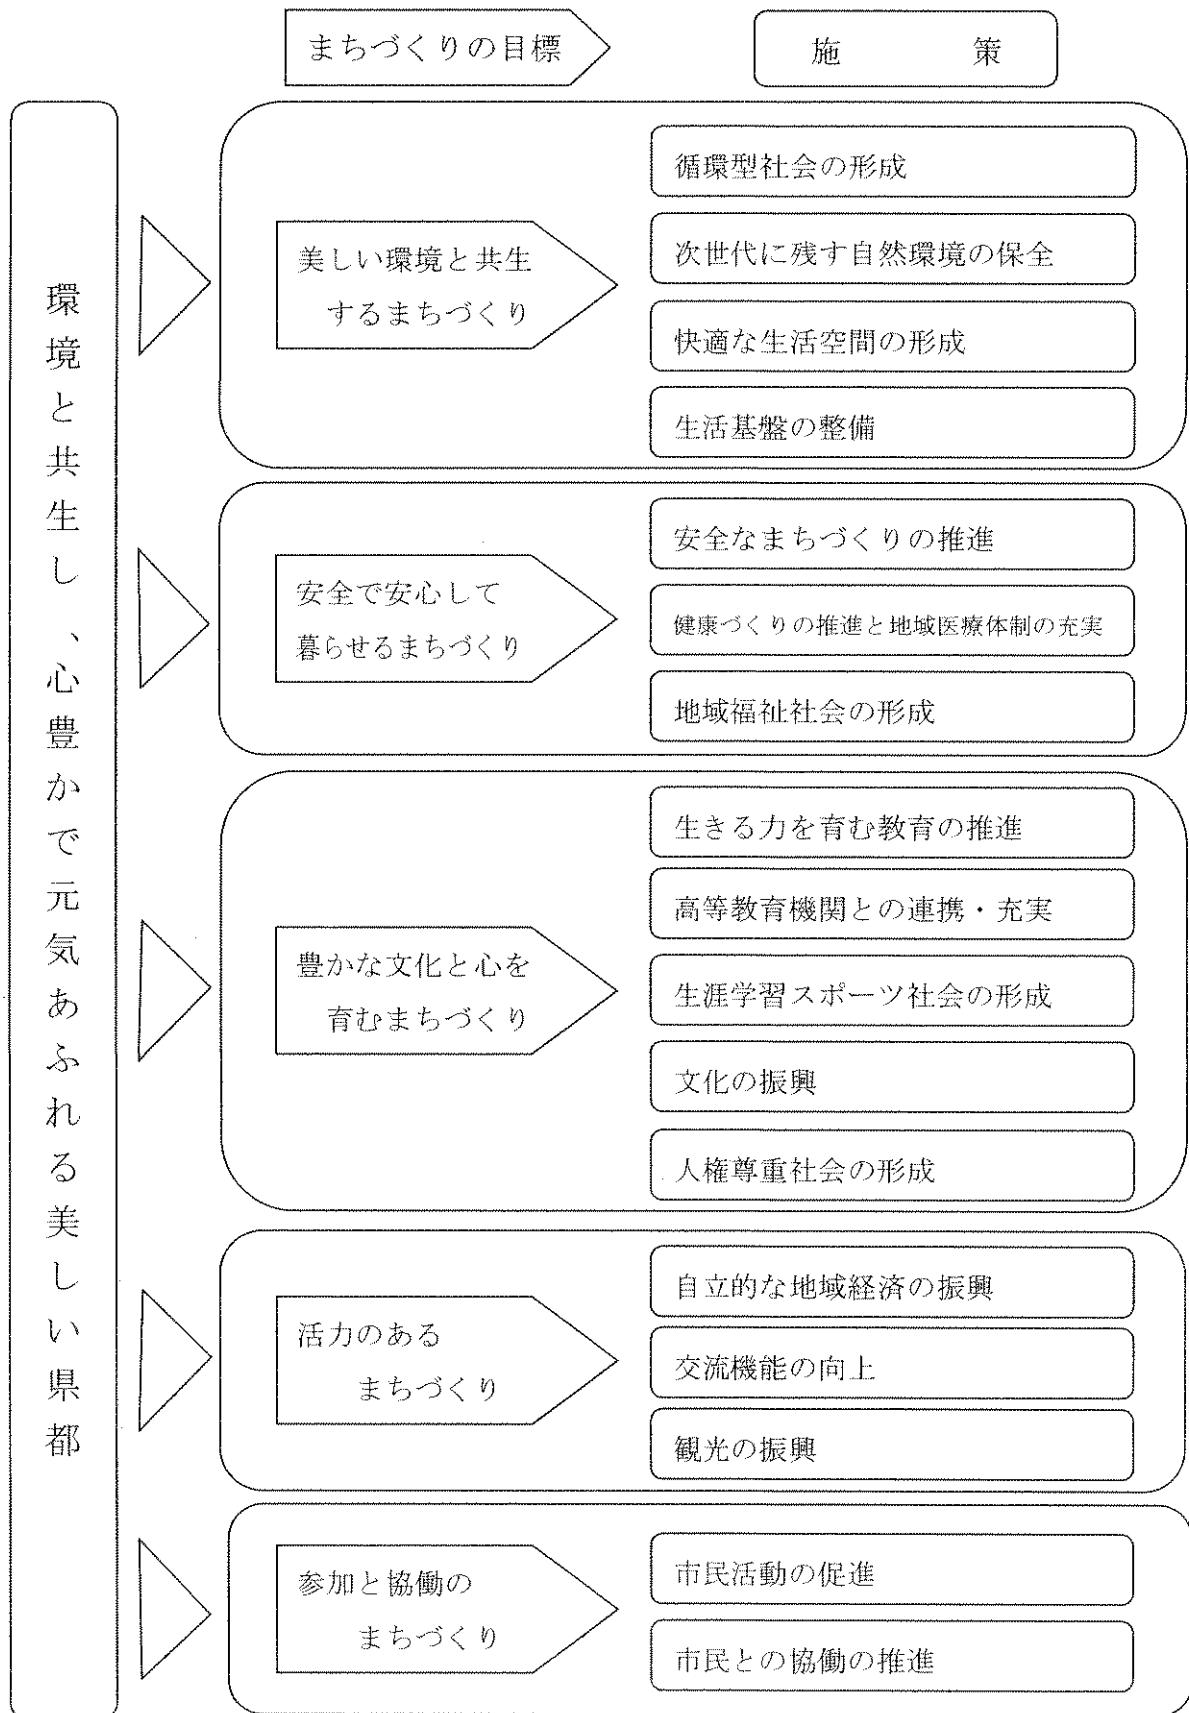 まちづくりの目標
施 策
環境と共生し、心豊かで元気あふれる美しい県都
美しい環境と共生
するまちづくり
循環型社会の形成
次世代に残す自然環境の保全
快適な生活空間の形成
生活基盤の整備
安全で安心して
暮らせるまちづくり
安全なまちづくりの推進
健康づくりの推進と地域医療体制の充実
地域福祉社会の形成
豊かな文化と心を
育むまちづくり
生きる力を育む教育の推進
高等教育機関との連携・充実
生涯学習スポーツ社会の形成
文化の振興
人権尊重社会の形成
活力のある
まちづくり
自立的な地域経済の振興
交流機能の向上
観光の振興
参加と協働の
まちづくり
市民活動の促進
市民との協働の推進